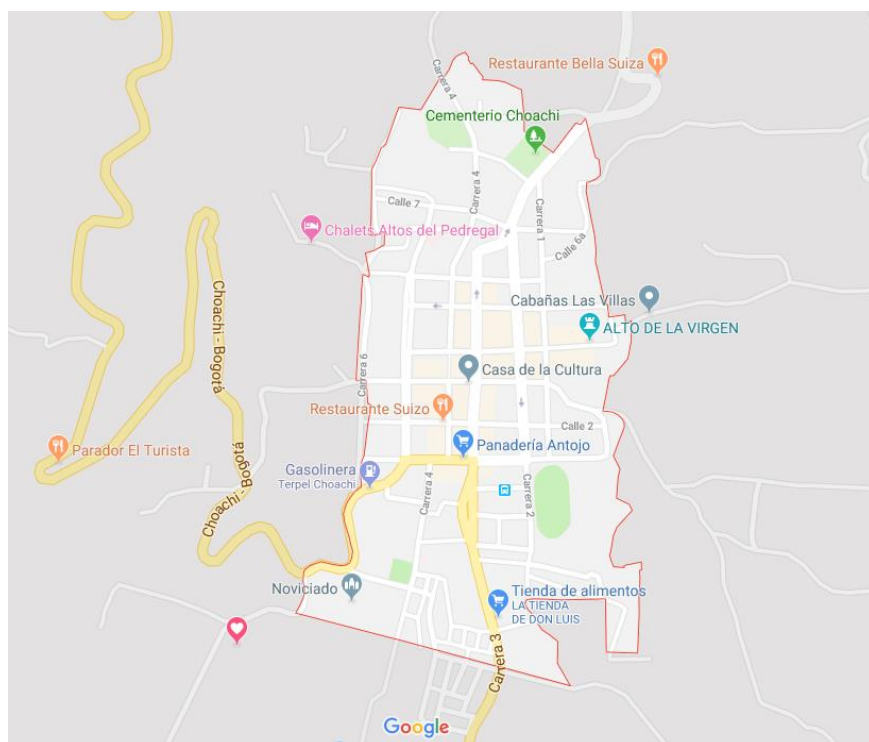 Restaurante Bella Suiza
Carrera 4
Cementerio Choachi
Carrera 4
Calle 7
Carrera 1
Chalets Altos del Pedregal
Calle 6a
Choachi - Bogotá
Cabañas Las Villas
ALTO DE LA VIRGEN
Carrera 6
Casa de la Cultura
Restaurante Suizo
Calle 2
Parador El Turista
Panadería Antojo
Choachi - Bogotá
Gasolinera
Terpel Choachi
Carrera 4
Carrera 2
Noviciado
Tienda de alimentos
LA TIENDA
DE DON LUIS
Carrera 3
Google